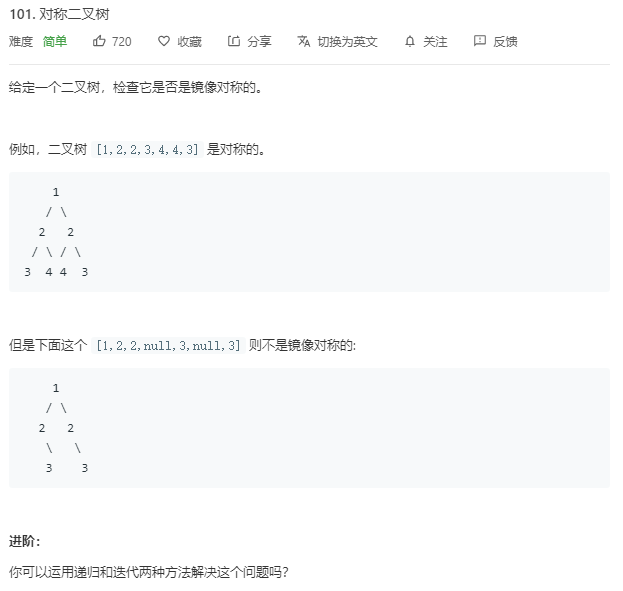 101. 对称二叉树
难度 简单 720 收藏 分享 切换为英文 关注 反馈
给定一个二叉树，检查它是否是镜像对称的。
例如，二叉树 [1,2,2,3,4,4,3] 是对称的。
    1
   / \
  2   2
 / \ / \
3  4 4  3
但是下面这个 [1,2,2,null,3,null,3] 则不是镜像对称的:
    1
   / \
  2   2
   \   \
   3    3
进阶：
你可以运用递归和迭代两种方法解决这个问题吗？